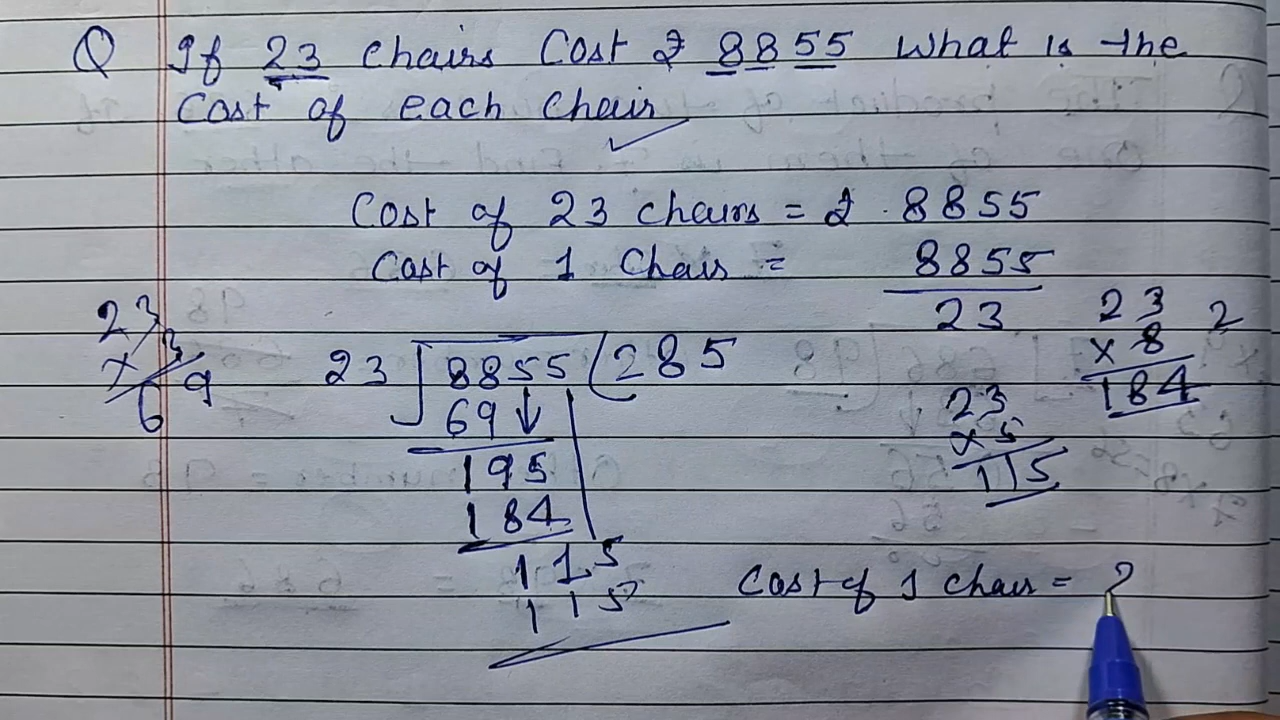 Q If 23 chairs Cost ₹ 8855 What is the
Cost of each Chair
Cost of 23 chairs = ₹ 8855
Cost of 1 Chair = 8855
23
23
x 3
69
23
x 8
184
2
23 8855 285
69
195
184
115
115
23
x 5
115
Cost of 1 chair = 2